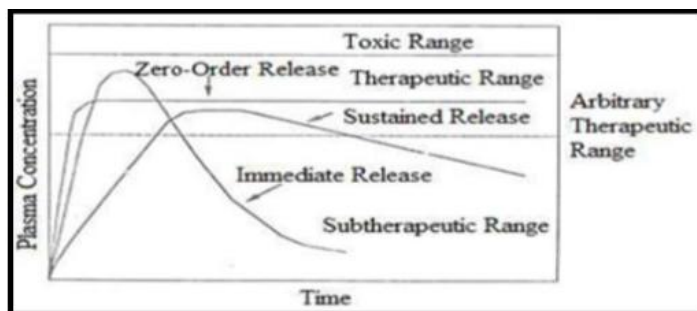 Toxic Range
Zero-Order Release
Therapeutic Range
Sustained Release
Arbitrary
Therapeutic
Range
Immediate Release
Subtherapeutic Range
Plasma Concentration
Time